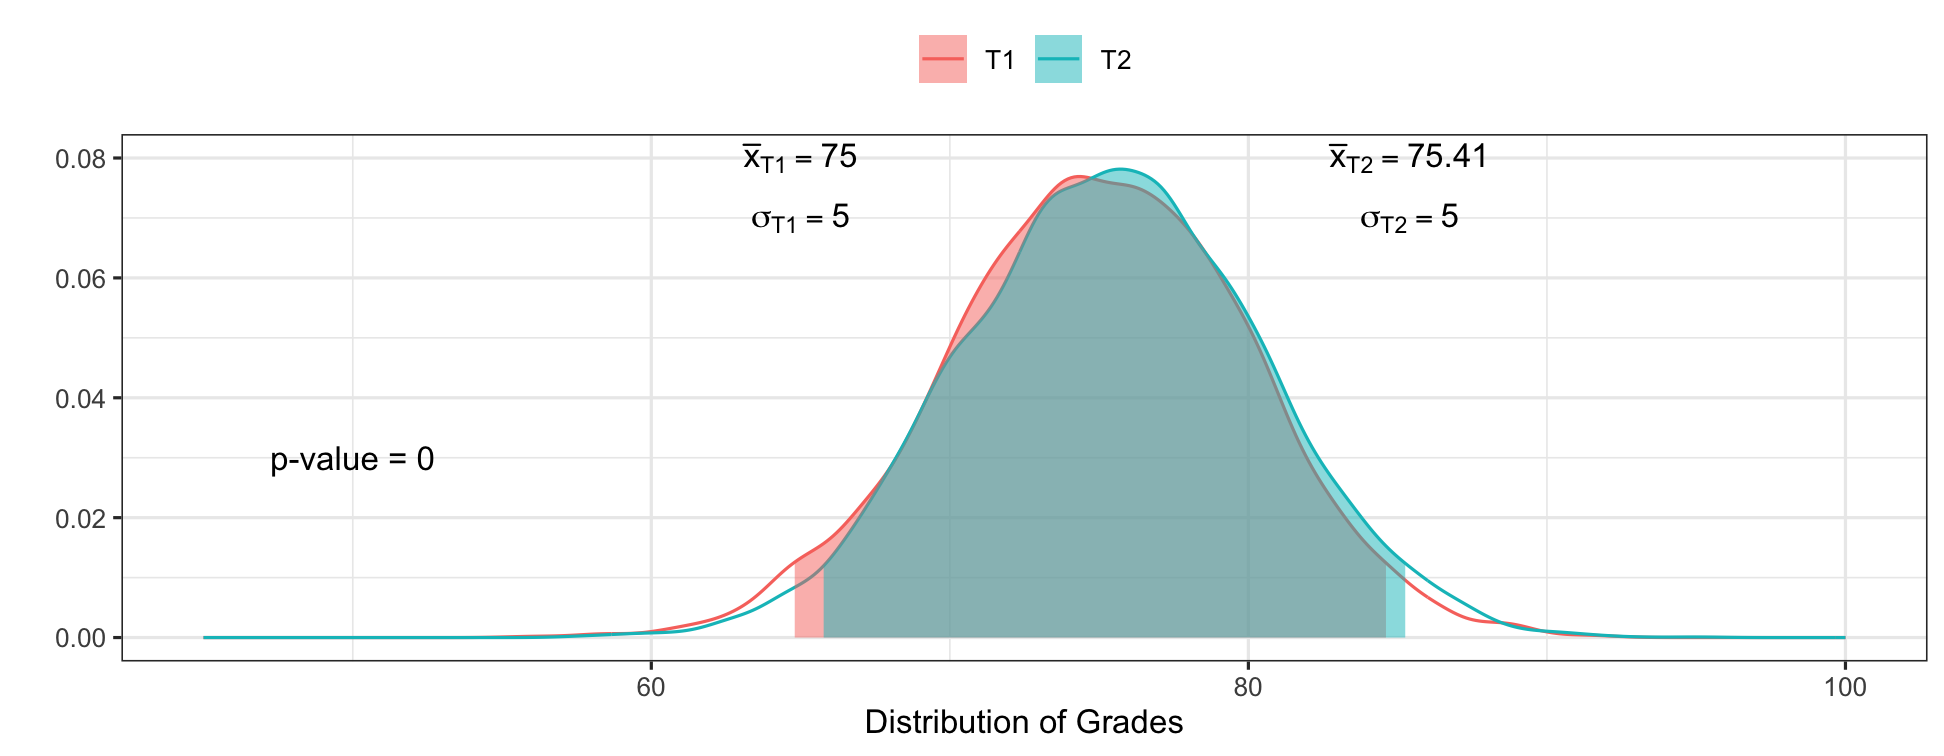 T1 T2
x̄T1 = 75
x̄T2 = 75.41
σT1 = 5
σT2 = 5
p-value = 0
0.08
0.06
0.04
0.02
0.00
60 80 100
Distribution of Grades